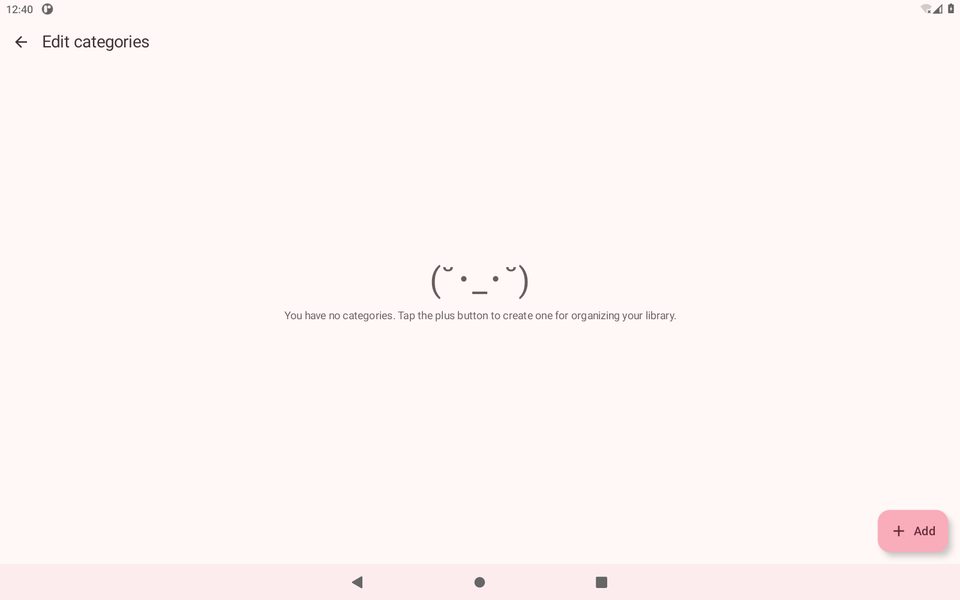 12:40
Edit categories
(˘･_･˘)
You have no categories. Tap the plus button to create one for organizing your library.
Add